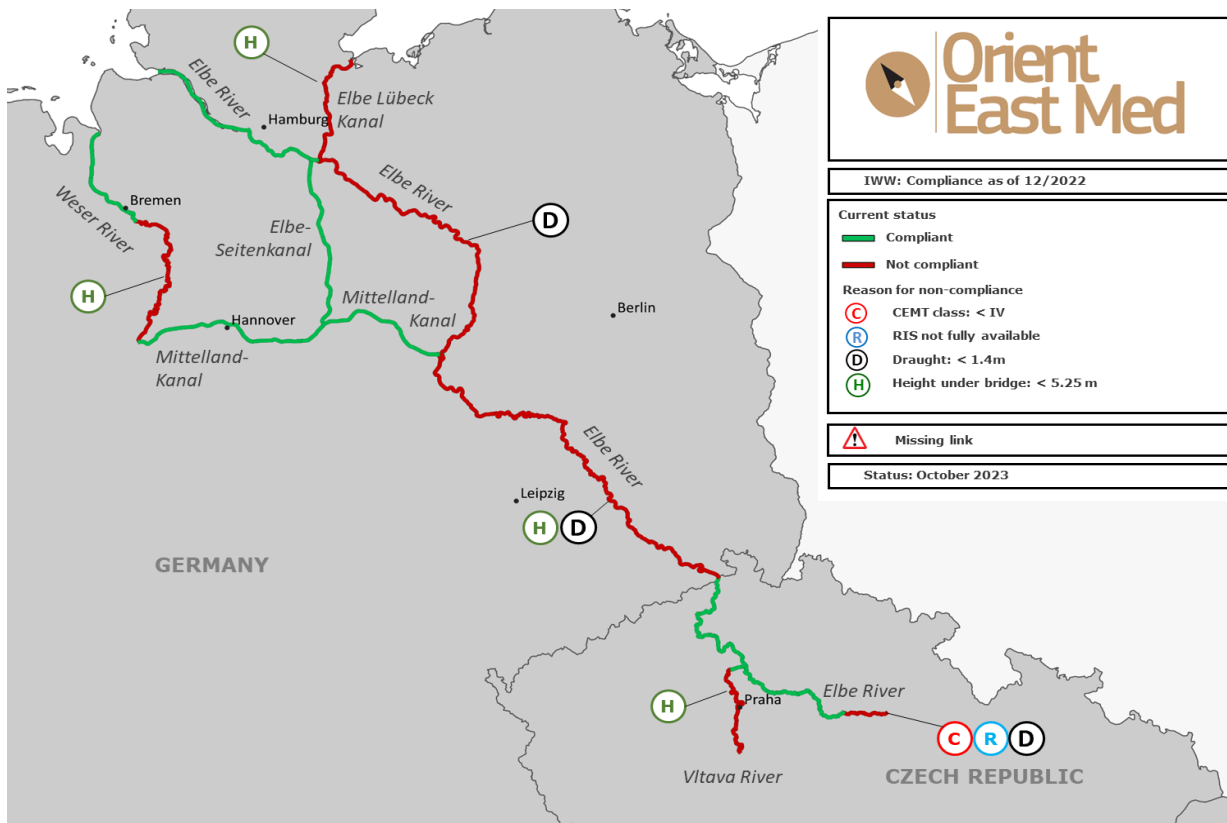 H
Elbe River
Elbe Lübeck
Kanal
Hamburg
Elbe River
D
Bremen
Weser River
Elbe-
Seitenkanal
H
Mittelland-
Kanal
Berlin
Hannover
Mittelland-
Kanal
Elbe River
Leipzig
H D
GERMANY
Elbe River
H
Praha
C R D
Vltava River
CZECH REPUBLIC
Orient
East Med
IWW: Compliance as of 12/2022
Current status
Compliant
Not compliant
Reason for non-compliance
C CEMT class: < IV
R RIS not fully available
D Draught: < 1.4m
H Height under bridge: < 5.25 m
! Missing link
Status: October 2023